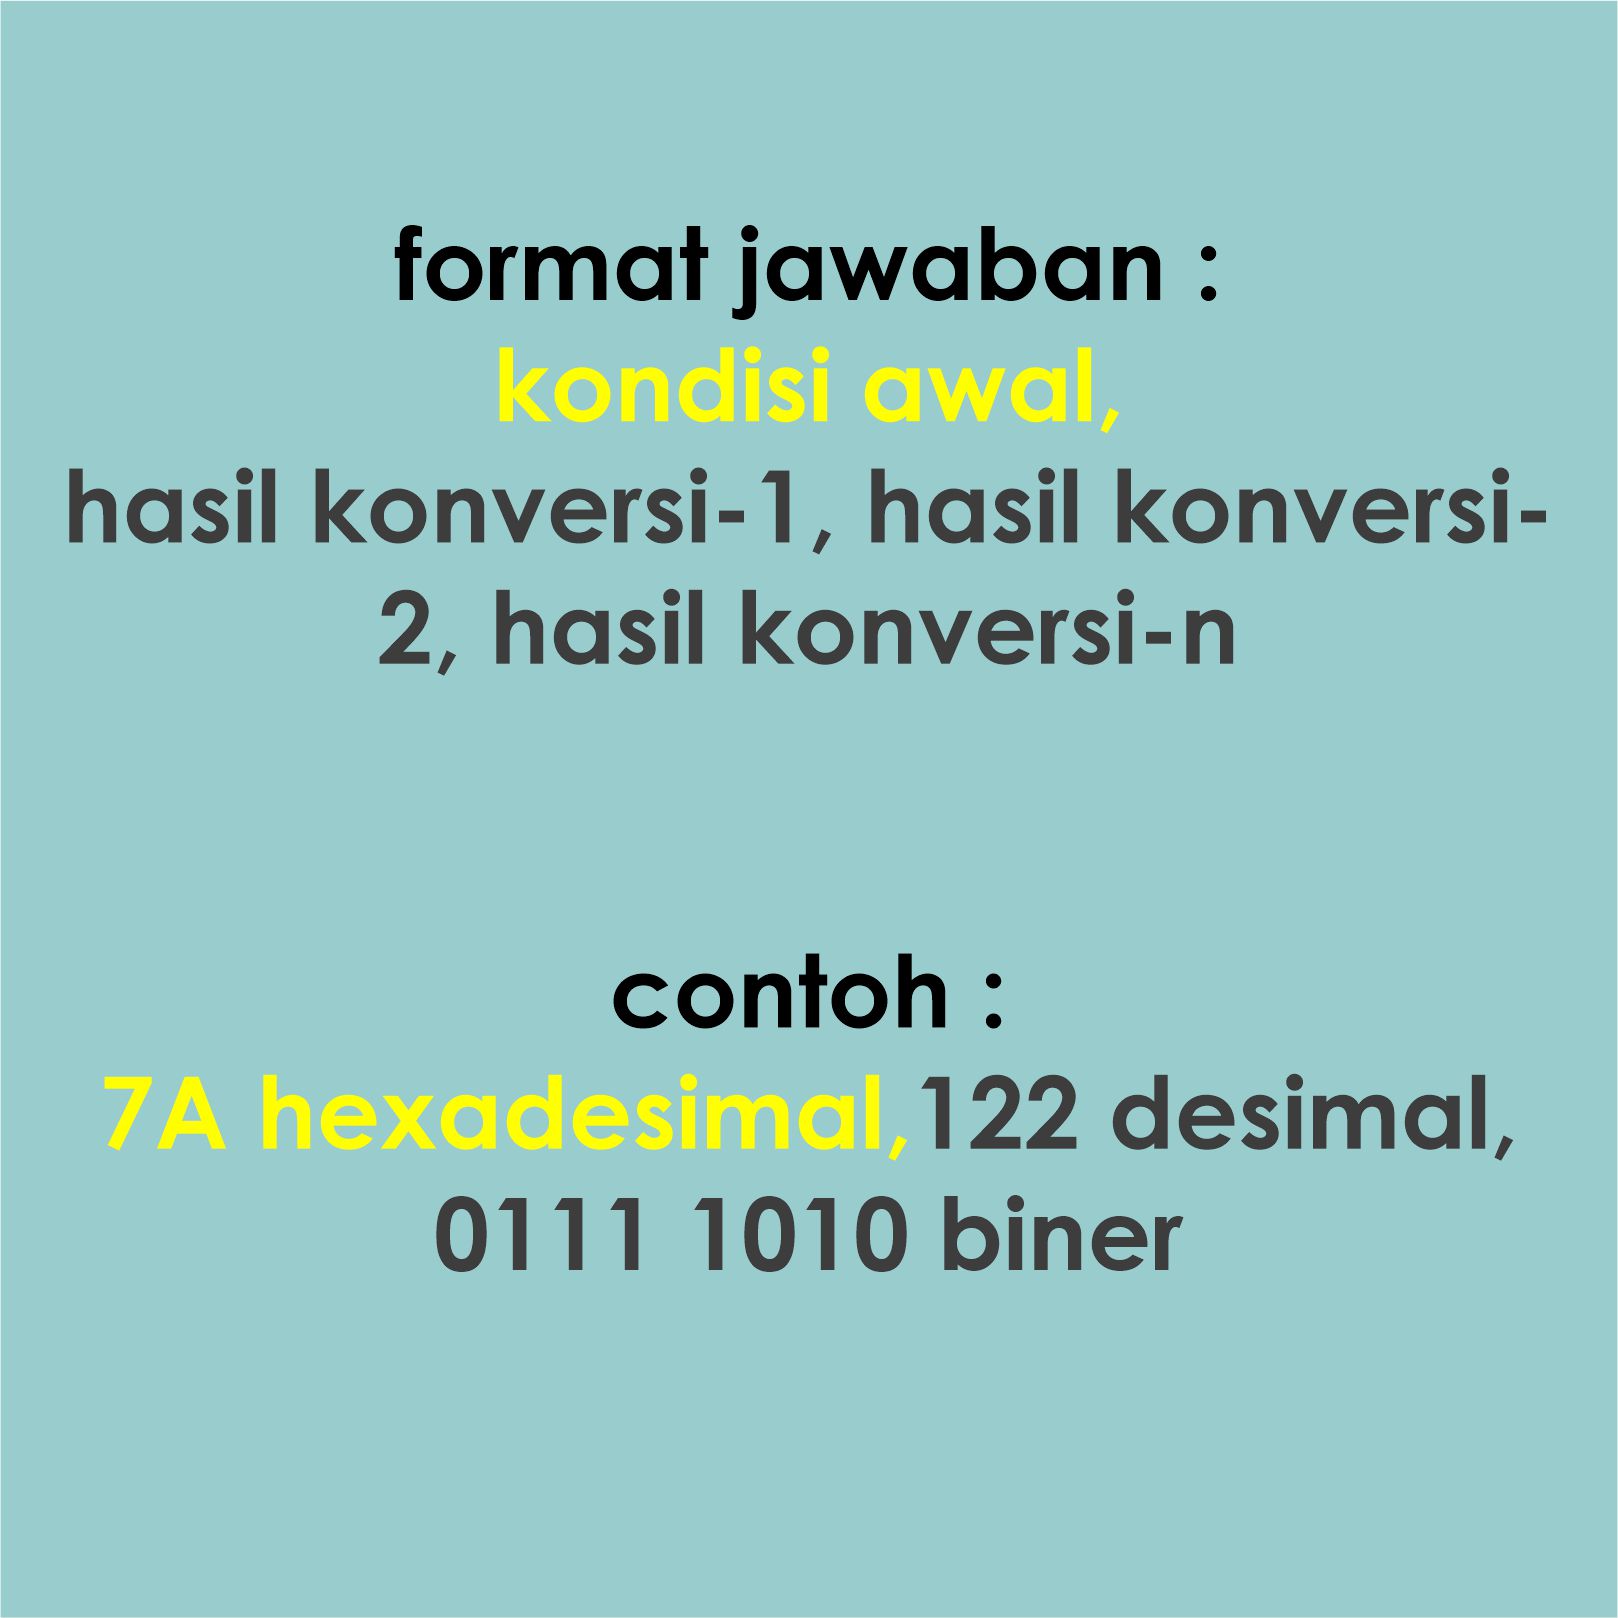 format jawaban :
kondisi awal,
hasil konversi-1, hasil konversi-
2, hasil konversi-n
contoh :
7A hexadesimal,122 desimal,
0111 1010 biner